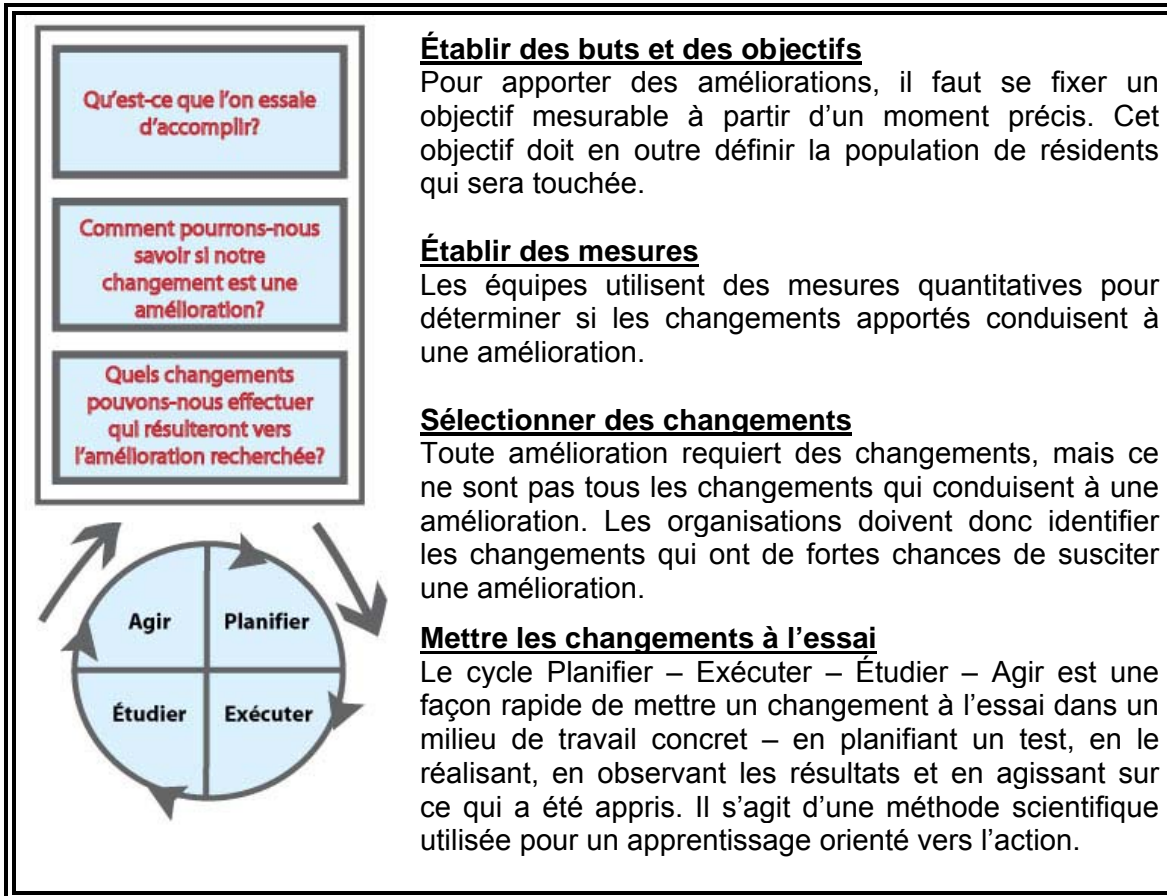 Qu'est-ce que l'on essaie
d'accomplir?
Comment pourrons-nous
savoir si notre
changement est une
amélioration?
Quels changements
pouvons-nous effectuer
qui résulteront vers
l'amélioration recherchée?
Agir
Planifier
Étudier
Exécuter
Établir des buts et des objectifs
Pour apporter des améliorations, il faut se fixer un
objectif mesurable à partir d'un moment précis. Cet
objectif doit en outre définir la population de résidents
qui sera touchée.
Établir des mesures
Les équipes utilisent des mesures quantitatives pour
déterminer si les changements apportés conduisent à
une amélioration.
Sélectionner des changements
Toute amélioration requiert des changements, mais ce
ne sont pas tous les changements qui conduisent à une
amélioration. Les organisations doivent donc identifier
les changements qui ont de fortes chances de susciter
une amélioration.
Mettre les changements à l'essai
Le cycle Planifier – Exécuter – Étudier – Agir est une
façon rapide de mettre un changement à l'essai dans un
milieu de travail concret – en planifiant un test, en le
réalisant, en observant les résultats et en agissant sur
ce qui a été appris. Il s'agit d'une méthode scientifique
utilisée pour un apprentissage orienté vers l'action.